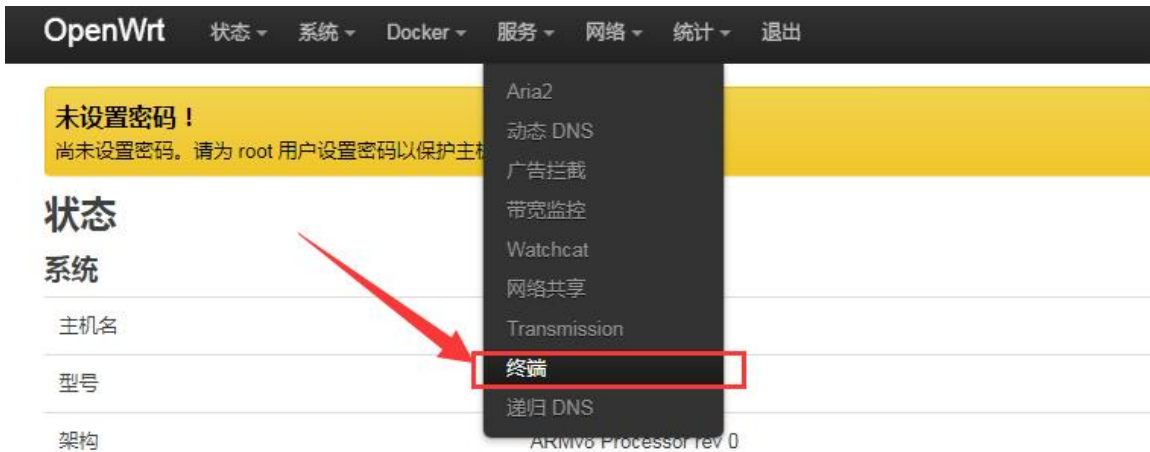 OpenWrt 状态 系统 Docker 服务 网络 统计 退出
Aria2
未设置密码！
动态 DNS
尚未设置密码。请为 root 用户设置密码以保护主
广告拦截
状态
带宽监控
Watchcat
系统
网络共享
主机名
Transmission
终端
型号
递归 DNS
架构
ARMv8 Processor rev 0